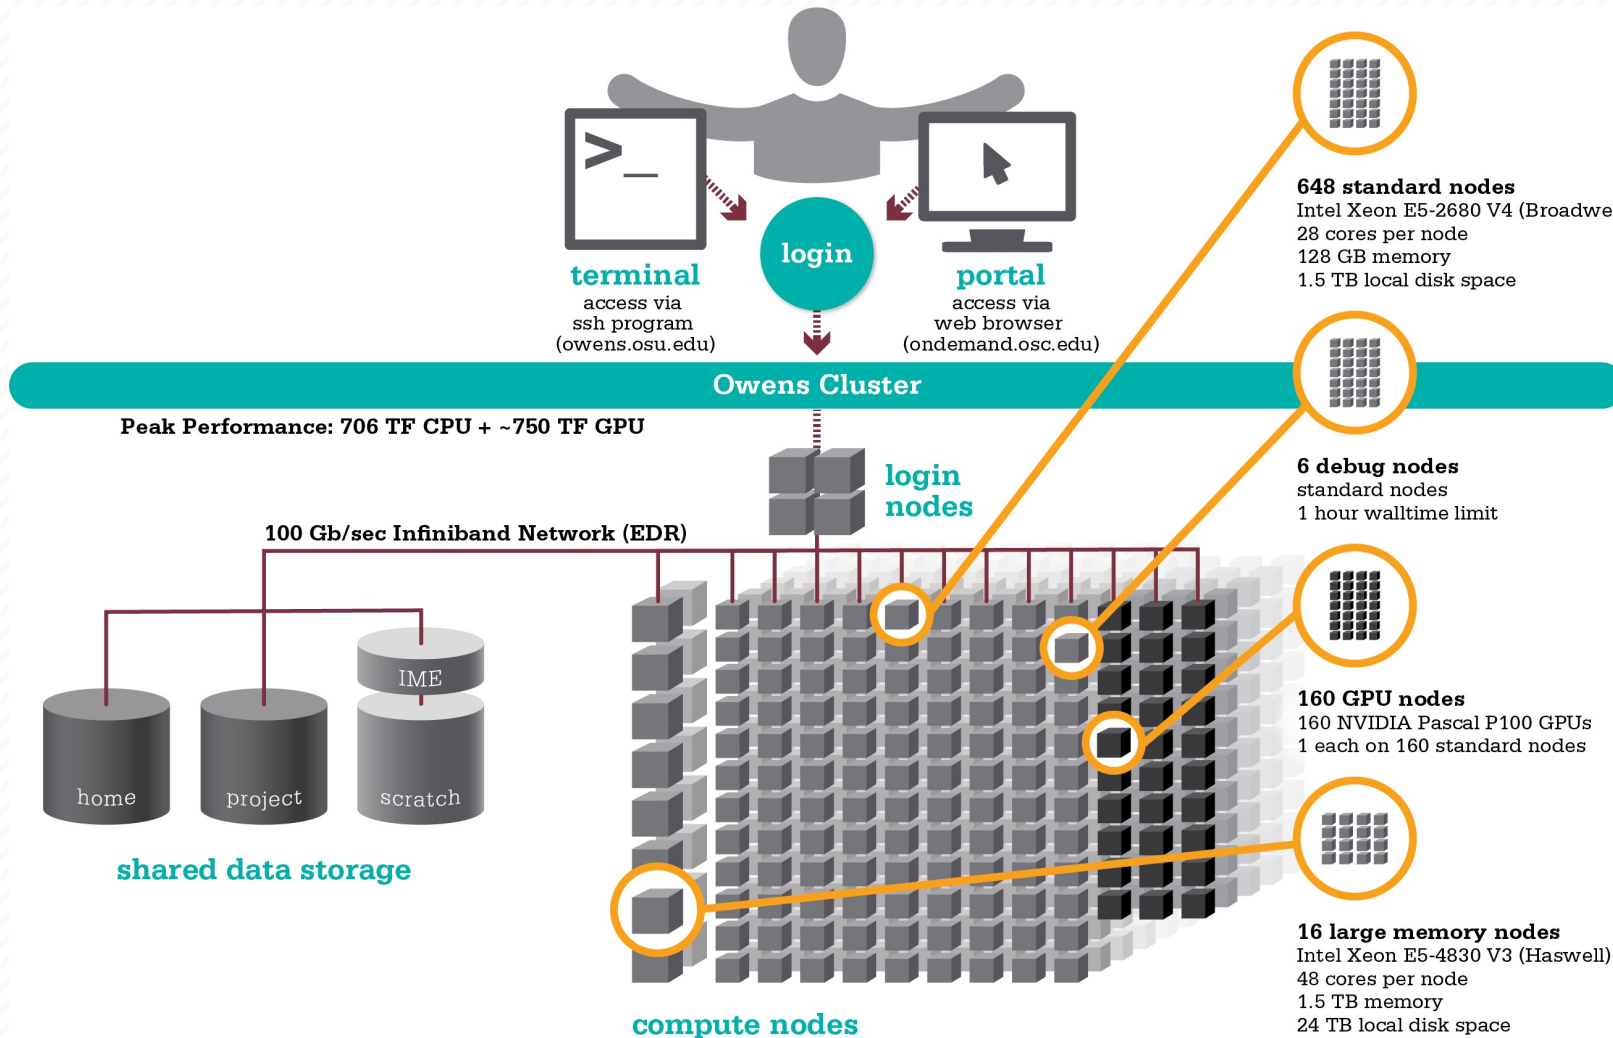 >_
login
terminal
access via
ssh program
(owens.osu.edu)
portal
access via
web browser
(ondemand.osc.edu)
Owens Cluster
Peak Performance: 706 TF CPU + ~750 TF GPU
login
nodes
100 Gb/sec Infiniband Network (EDR)
IME
home
project
scratch
shared data storage
compute nodes
648 standard nodes
Intel Xeon E5-2680 V4 (Broadwe
28 cores per node
128 GB memory
1.5 TB local disk space
6 debug nodes
standard nodes
1 hour walltime limit
160 GPU nodes
160 NVIDIA Pascal P100 GPUs
1 each on 160 standard nodes
16 large memory nodes
Intel Xeon E5-4830 V3 (Haswell)
48 cores per node
1.5 TB memory
24 TB local disk space